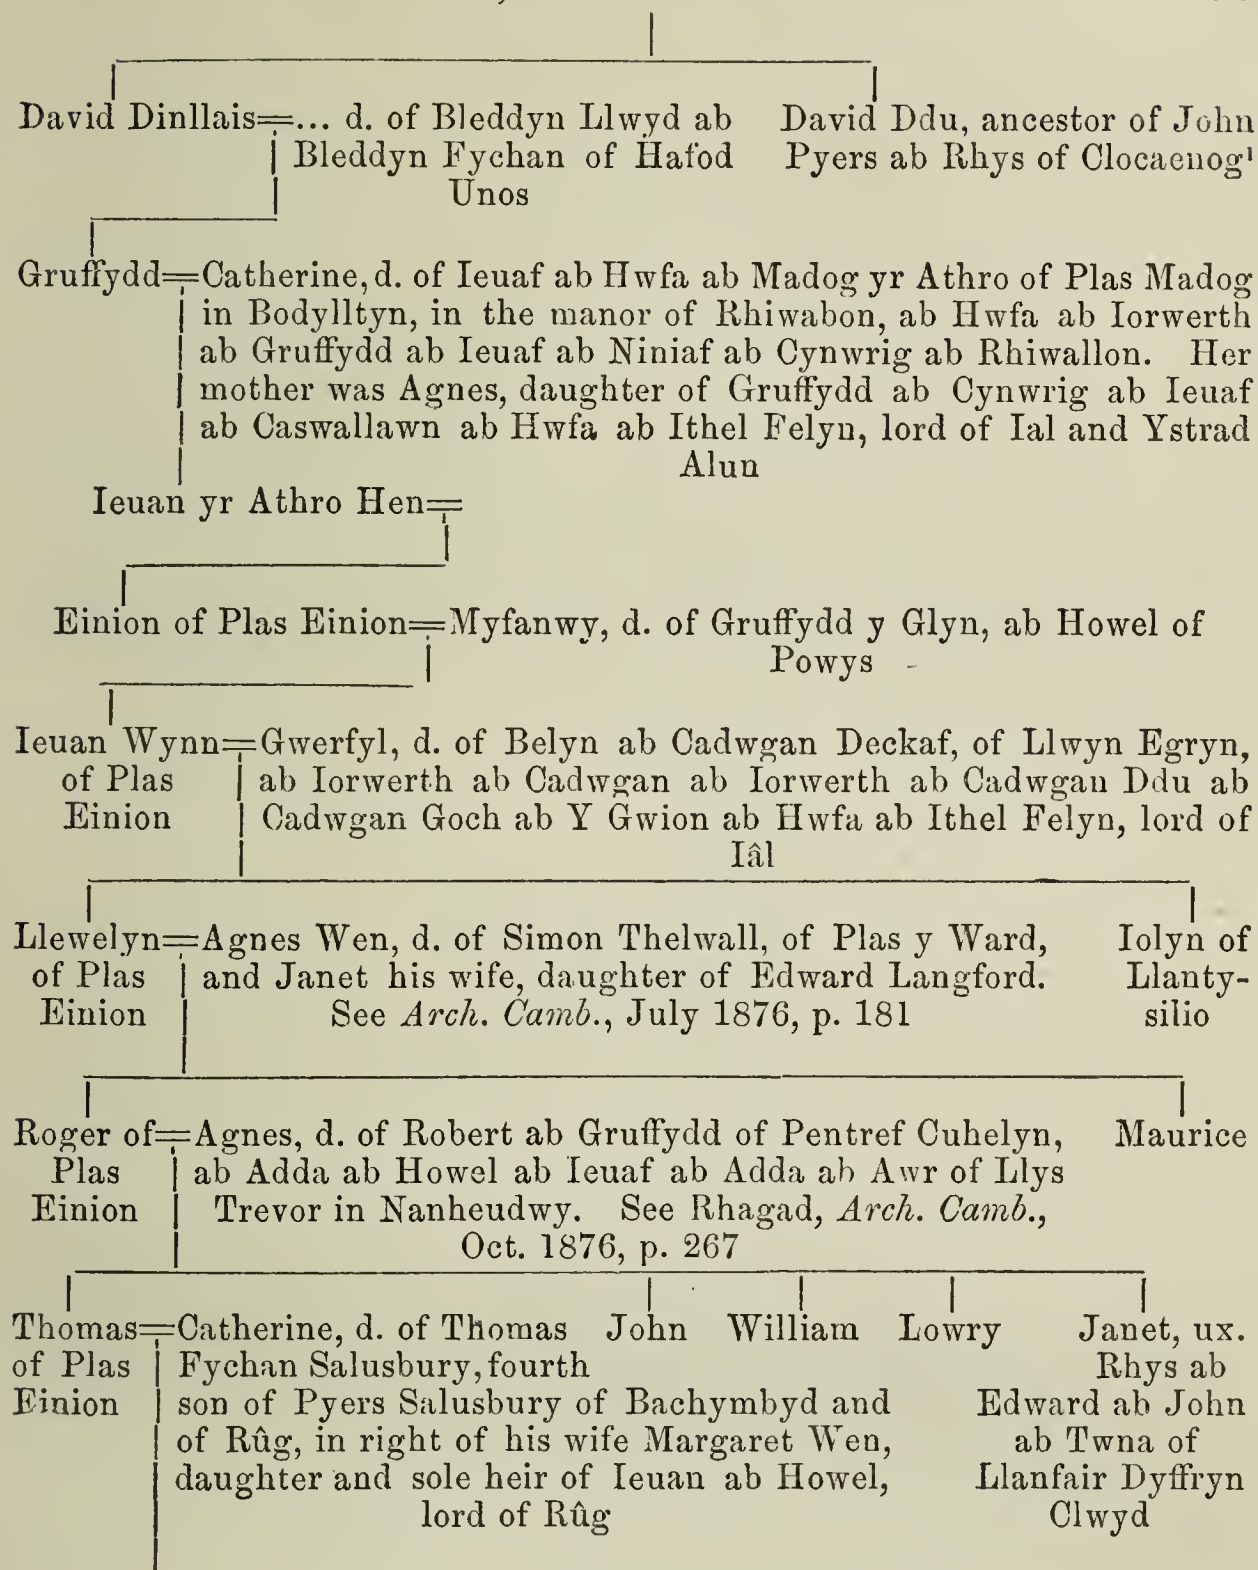 David Dinllais=... d. of Bleddyn Llwyd ab
Bleddyn Fychan of Hafod
Unos
David Ddu, ancestor of John
Pyers ab Rhys of Clocaenog¹
Gruffydd=Catherine, d. of Ieuaf ab Hwfa ab Madog yr Athro of Plas Madog
in Bodylltyn, in the manor of Rhiwabon, ab Hwfa ab Iorwerth
ab Gruffydd ab Ieuaf ab Niniaf ab Cynwrig ab Rhiwallon. Her
mother was Agnes, daughter of Gruffydd ab Cynwrig ab Ieuaf
ab Caswallawn ab Hwfa ab Ithel Felyn, lord of Ial and Ystrad
Alun
Ieuan yr Athro Hen=
Einion of Plas Einion=Myfanwy, d. of Gruffydd y Glyn, ab Howel of
Powys
Ieuan Wynn=Gwerfyl, d. of Belyn ab Cadwgan Deckaf, of Llwyn Egryn,
of Plas
Einion
ab Iorwerth ab Cadwgan ab Iorwerth ab Cadwgan Ddu ab
Cadwgan Goch ab Y Gwion ab Hwfa ab Ithel Felyn, lord of
Iâl
Llewelyn=Agnes Wen, d. of Simon Thelwall, of Plas y Ward,
of Plas
Einion
and Janet his wife, daughter of Edward Langford.
See Arch. Camb., July 1876, p. 181
Iolyn of
Llanty-
silio
Roger of=Agnes, d. of Robert ab Gruffydd of Pentref Cuhelyn,
Plas
Einion
ab Adda ab Howel ab Ieuaf ab Adda ab Awr of Llys
Trevor in Nanheudwy. See Rhagad, Arch. Camb.,
Oct. 1876, p. 267
Maurice
Thomas=Catherine, d. of Thomas
of Plas
Einion
Fychan Salusbury, fourth
son of Pyers Salusbury of Bachymbyd and
of Rûg, in right of his wife Margaret Wen,
daughter and sole heir of Ieuan ab Howel,
lord of Rûg
John
William
Lowry
Janet, ux.
Rhys ab
Edward ab John
ab Twna of
Llanfair Dyffryn
Clwyd